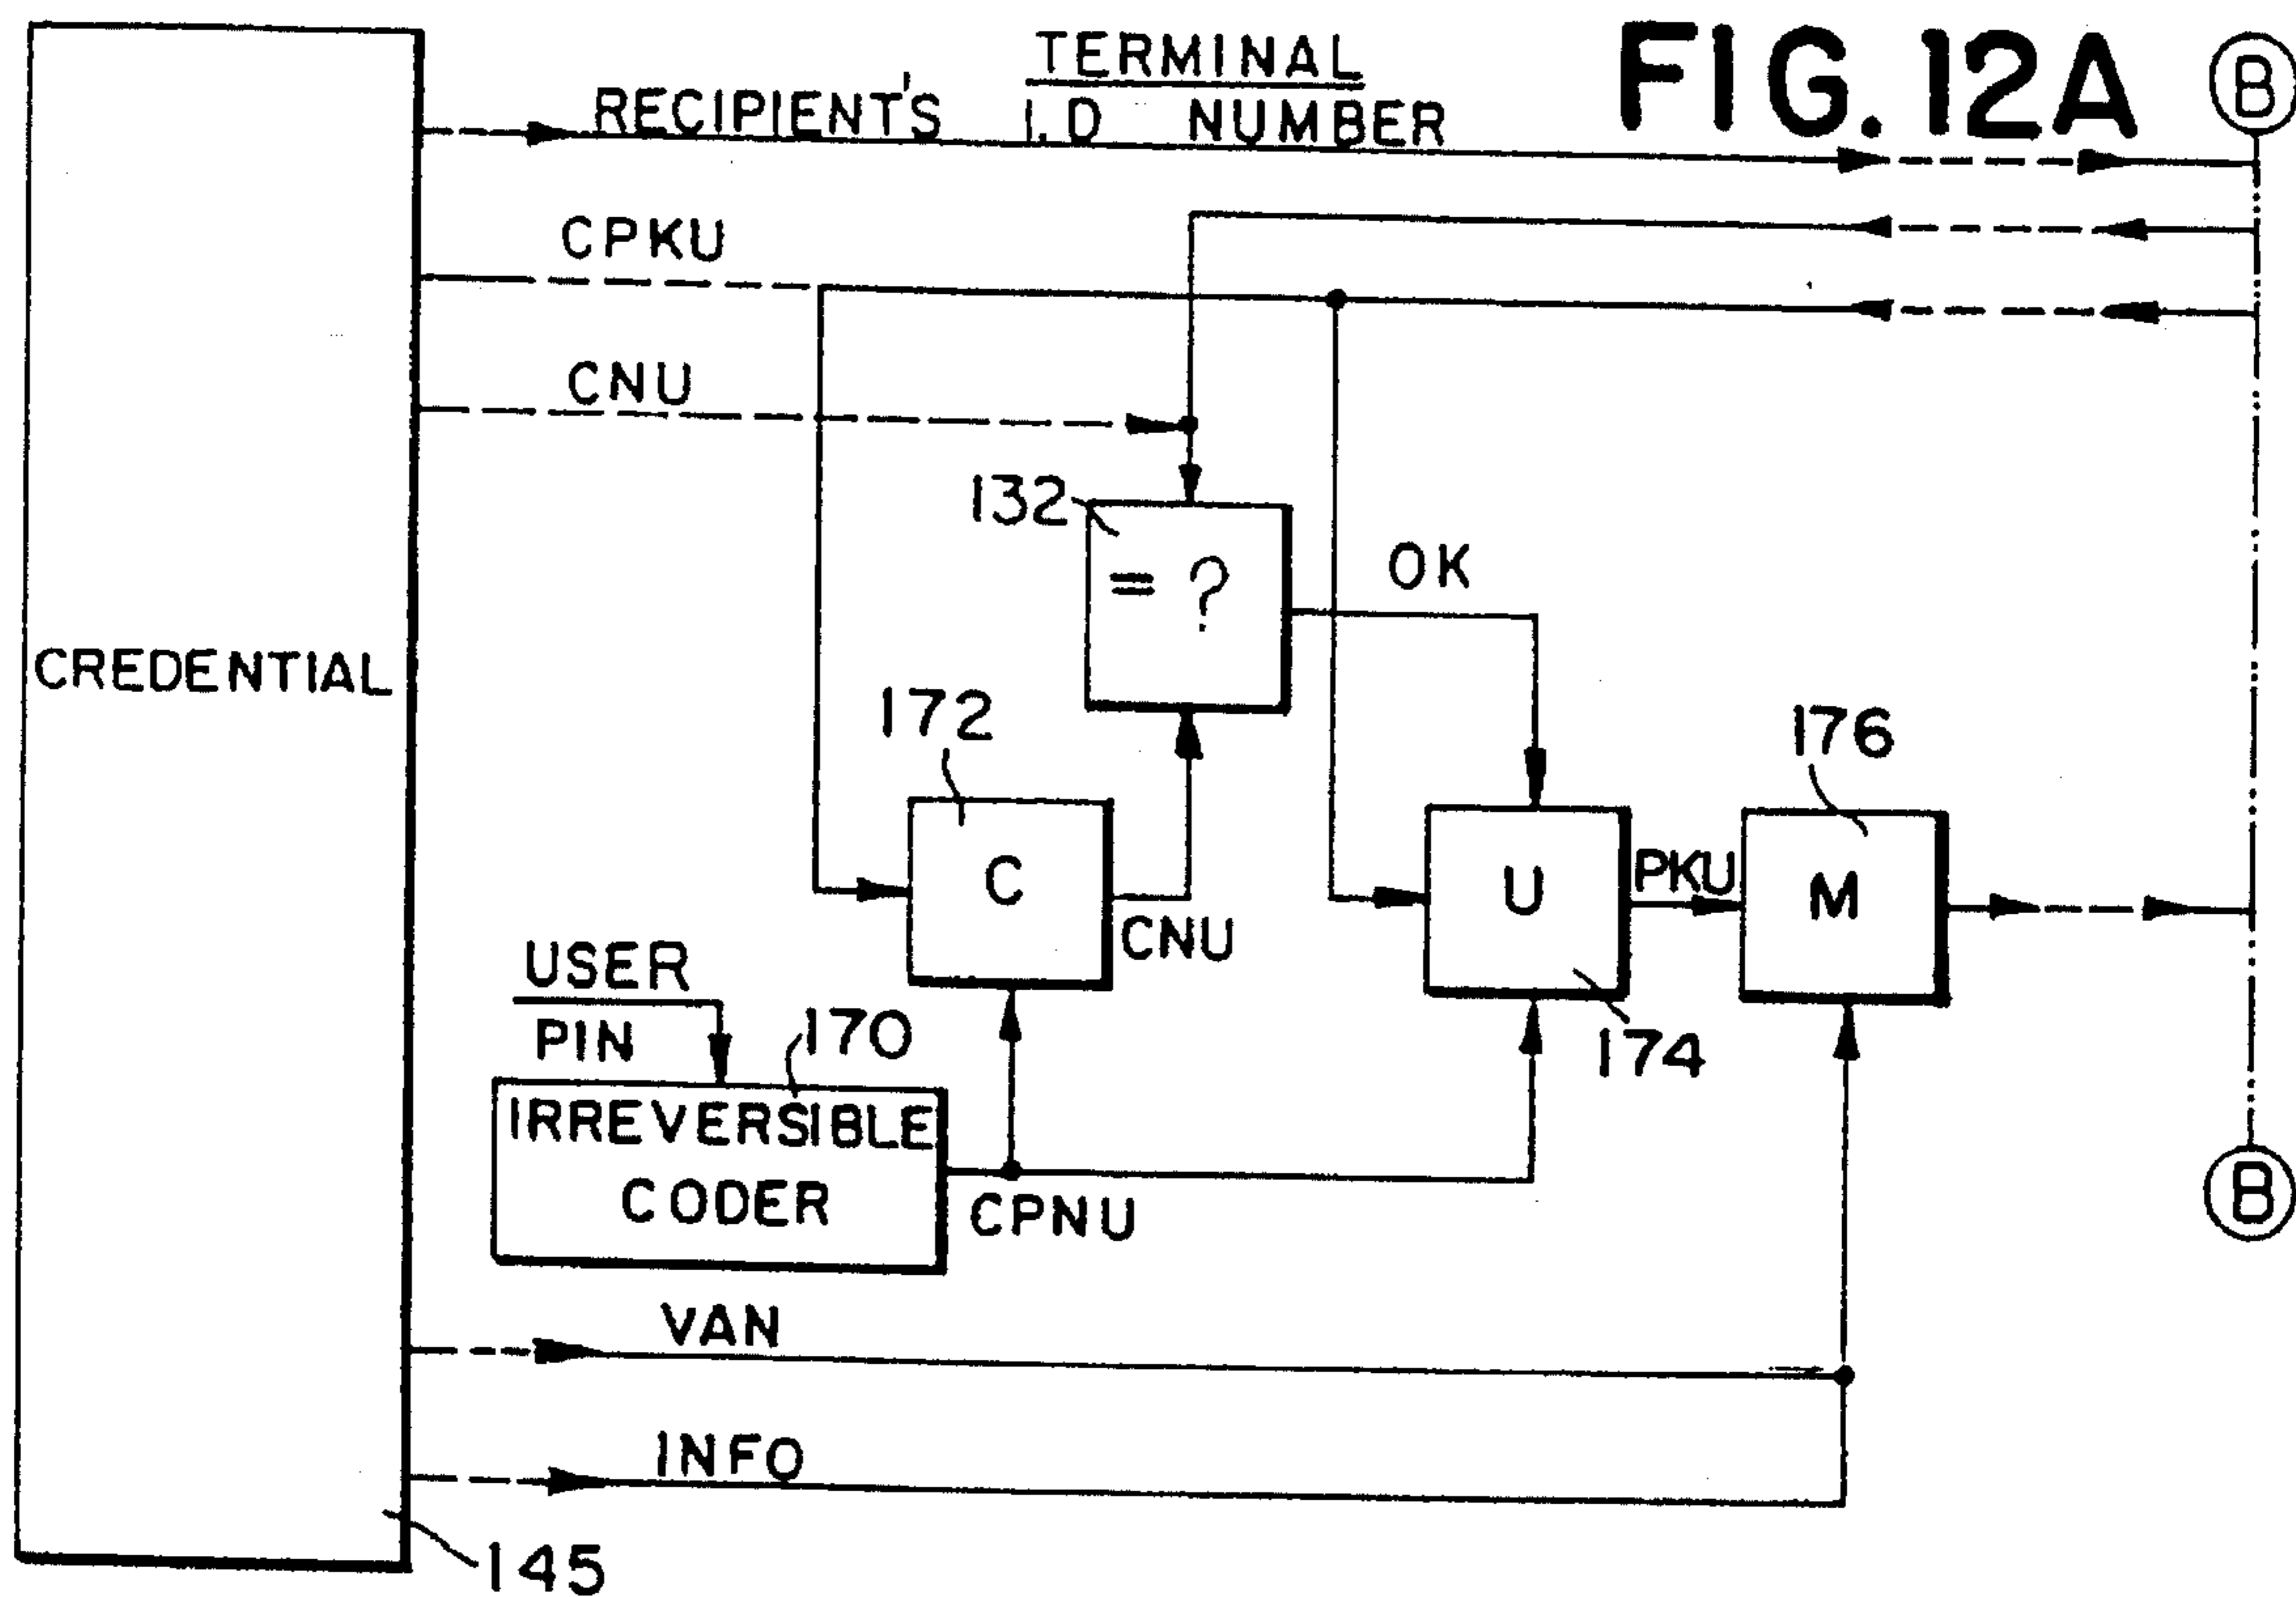 FIG. 12A
B
TERMINAL
RECIPIENT'S I.D NUMBER
CPKU
CNU
132
= ?
OK
CREDENTIAL
172
176
C
U
PKU
M
CNU
USER
PIN
170
174
IRREVERSIBLE
CODER
CPNU
B
VAN
INFO
145